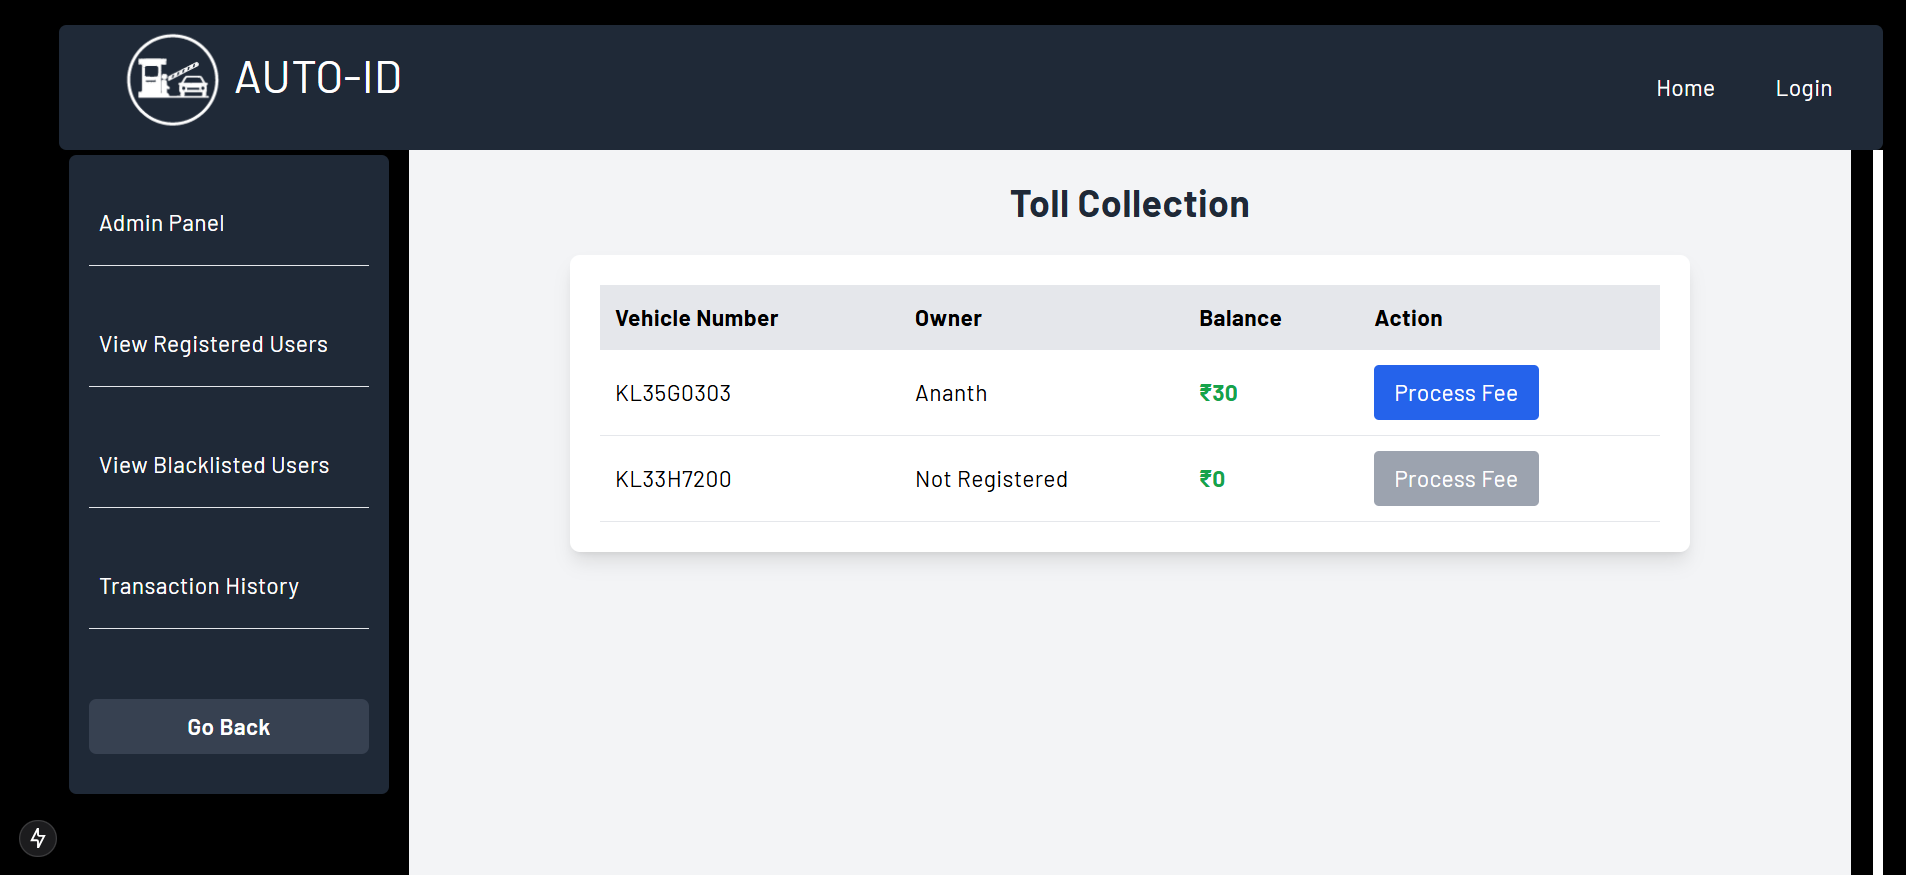 AUTO-ID
Home Login
Admin Panel
View Registered Users
View Blacklisted Users
Transaction History
Go Back
Toll Collection
Vehicle Number Owner Balance Action
KL35G0303 Ananth ₹30 Process Fee
KL33H7200 Not Registered ₹0 Process Fee